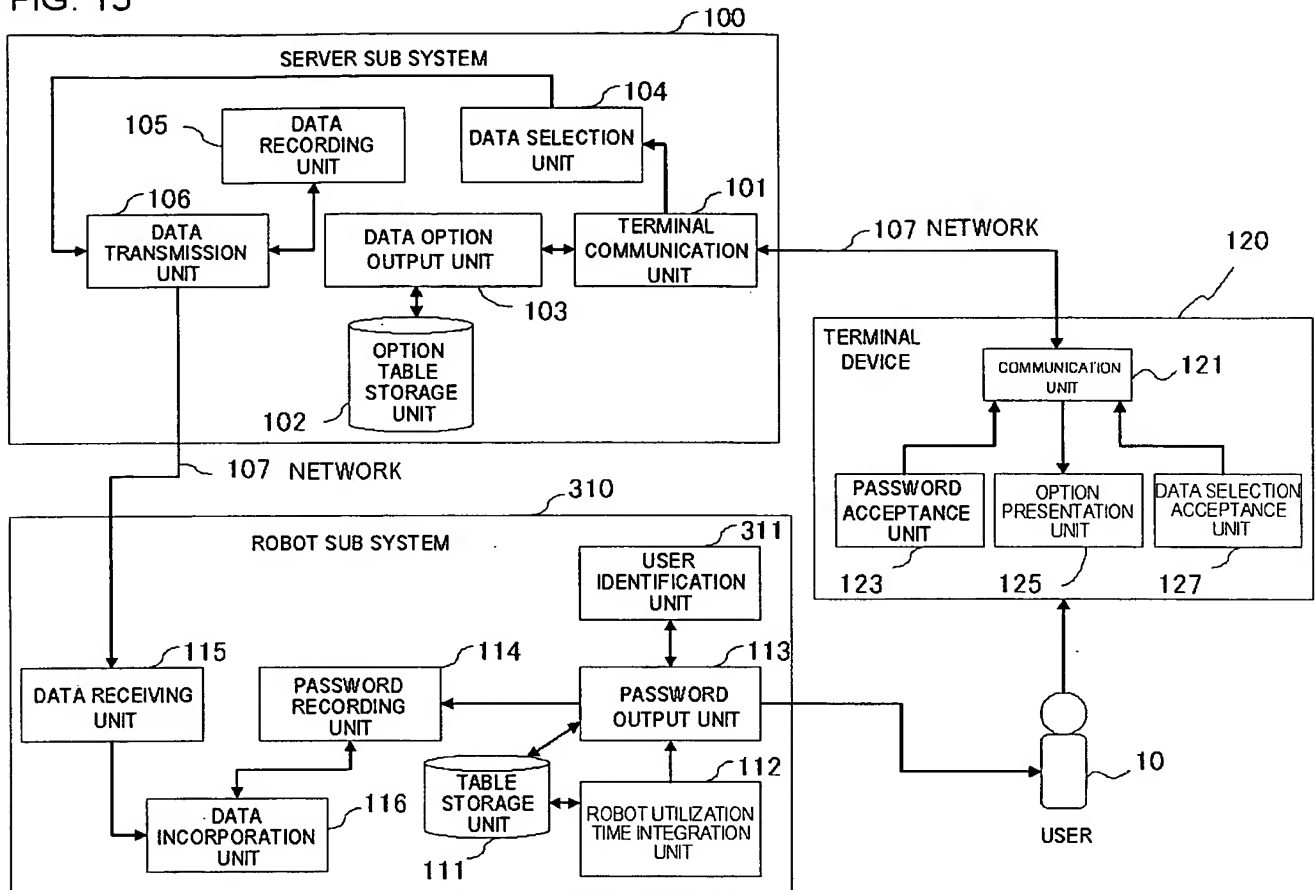 FIG. 13
100
SERVER SUB SYSTEM
104
105
DATA
RECORDING
UNIT
DATA SELECTION
UNIT
101
106
DATA
TRANSMISSION
UNIT
DATA OPTION
OUTPUT UNIT
TERMINAL
COMMUNICATION
UNIT
107 NETWORK
103
120
OPTION
TABLE
STORAGE
UNIT
102
TERMINAL
DEVICE
COMMUNICATION
UNIT
121
107 NETWORK
PASSWORD
ACCEPTANCE
UNIT
OPTION
PRESENTATION
UNIT
DATA SELECTION
ACCEPTANCE
UNIT
123
125
127
310
ROBOT SUB SYSTEM
311
USER
IDENTIFICATION
UNIT
115
114
113
DATA RECEIVING
UNIT
PASSWORD
RECORDING
UNIT
PASSWORD
OUTPUT UNIT
112
TABLE
STORAGE
UNIT
111
ROBOT UTILIZATION
TIME INTEGRATION
UNIT
116
DATA
INCORPORATION
UNIT
10
USER